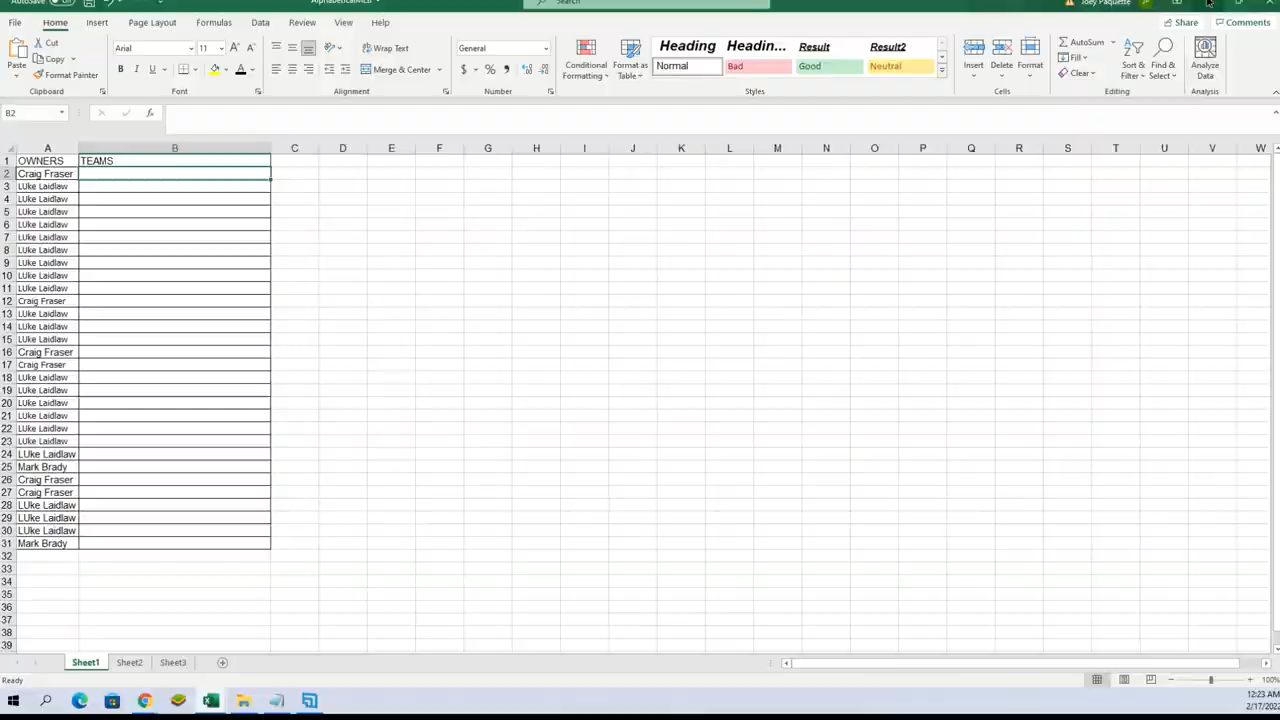 AutoSave Off AlphabeticalMLB Search Joey Paquette JP
File Home Insert Page Layout Formulas Data Review View Help Share Comments
Paste Cut Copy Format Painter Clipboard
Arial 11 Font
Wrap Text Merge & Center Alignment
General Number
Conditional Formatting Format as Table
Heading Headin... Result Result2
Normal Bad Good Neutral
Styles
Insert Delete Format Cells
AutoSum Fill Clear Sort & Filter Find & Select Editing
Analyze Data Analysis
B2 fx
A B C D E F G H I J K L M N O P Q R S T U V W
1 OWNERS TEAMS
2 Craig Fraser
3 LUke Laidlaw
4 LUke Laidlaw
5 LUke Laidlaw
6 LUke Laidlaw
7 LUke Laidlaw
8 LUke Laidlaw
9 LUke Laidlaw
10 LUke Laidlaw
11 LUke Laidlaw
12 Craig Fraser
13 LUke Laidlaw
14 LUke Laidlaw
15 LUke Laidlaw
16 Craig Fraser
17 Craig Fraser
18 LUke Laidlaw
19 LUke Laidlaw
20 LUke Laidlaw
21 LUke Laidlaw
22 LUke Laidlaw
23 LUke Laidlaw
24 LUke Laidlaw
25 Mark Brady
26 Craig Fraser
27 Craig Fraser
28 LUke Laidlaw
29 LUke Laidlaw
30 LUke Laidlaw
31 Mark Brady
32
33
34
35
36
37
38
39
Sheet1 Sheet2 Sheet3
Ready 100%
12:23 AM
2/17/2022